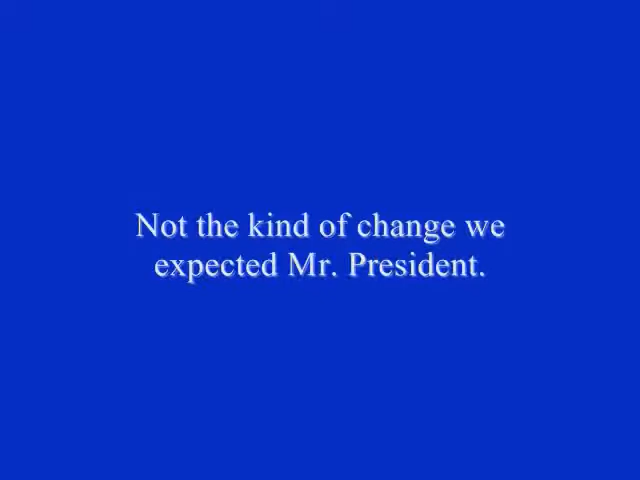 Not the kind of change we
expected Mr. President.